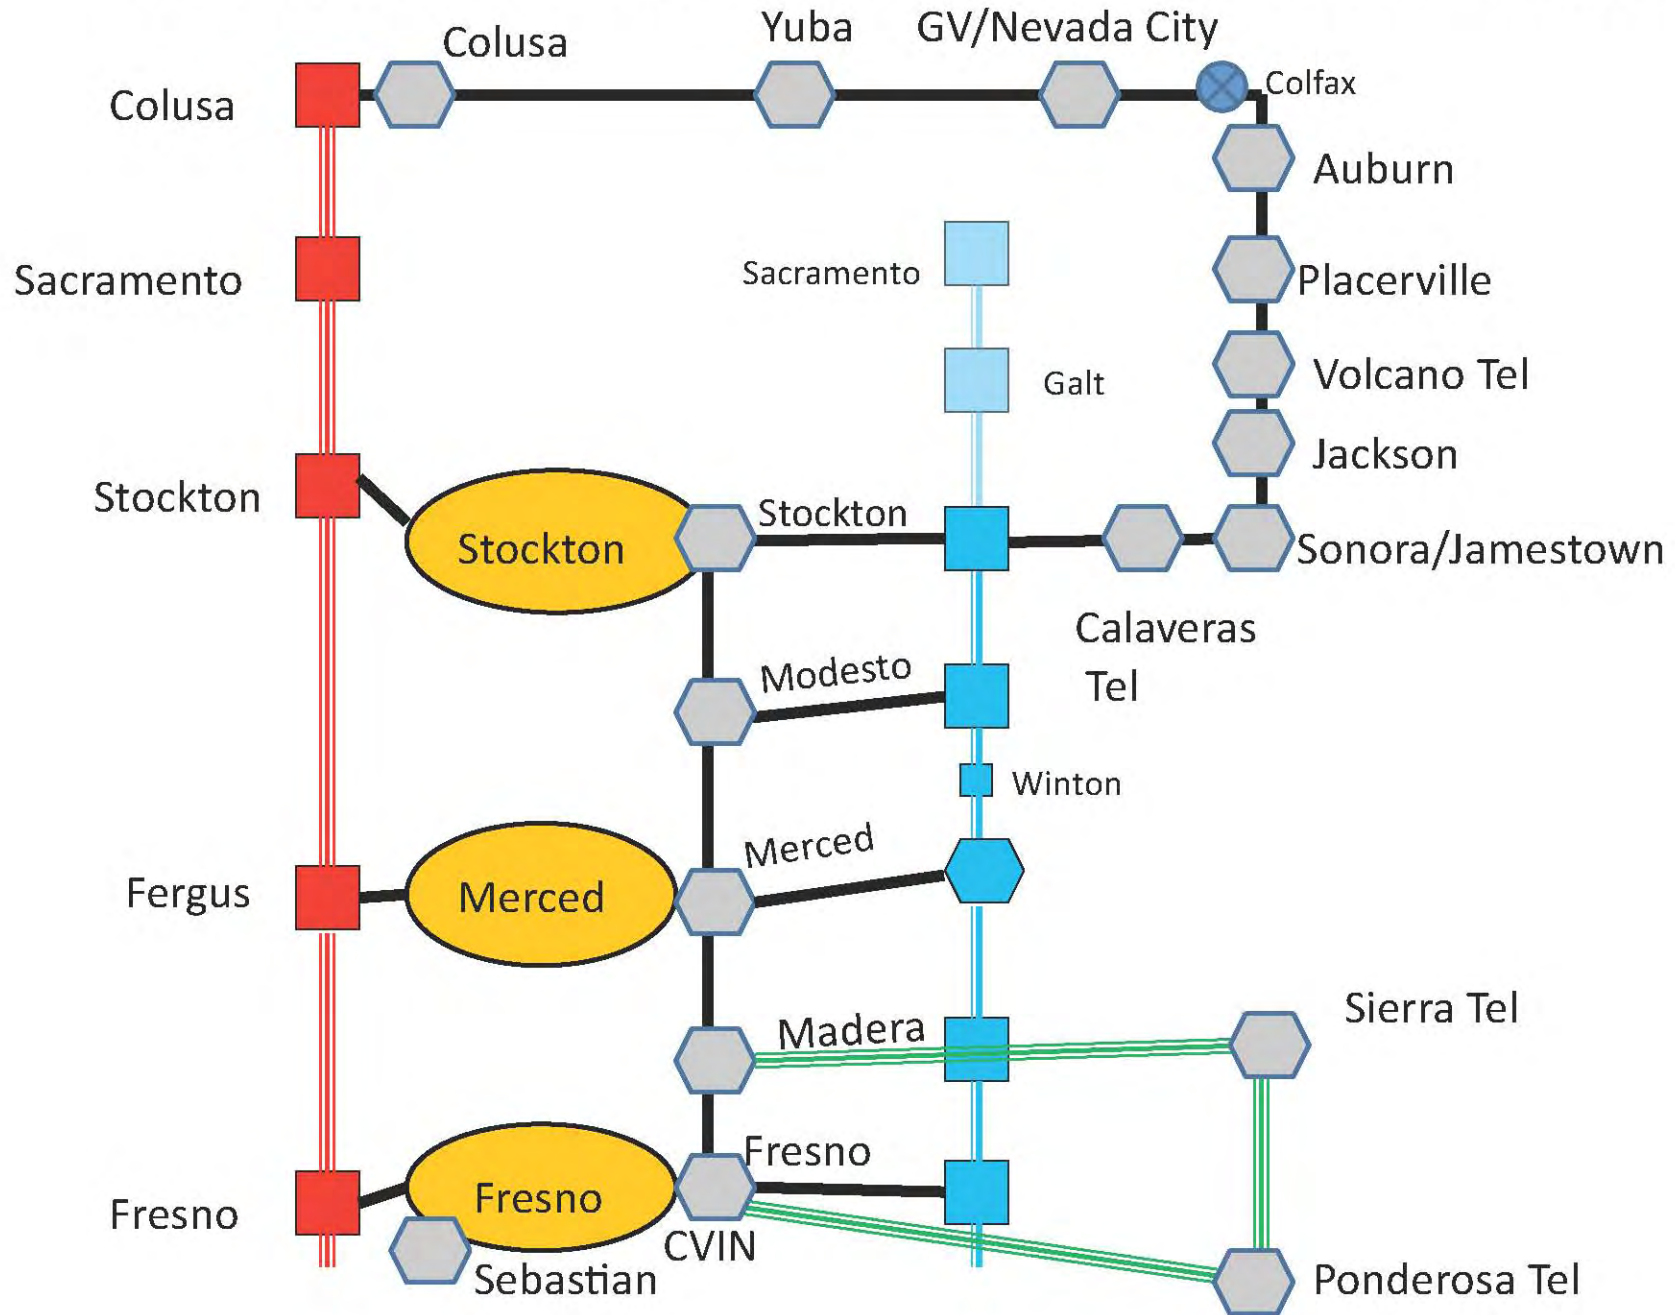 Colusa
Yuba
GV/Nevada City
Colusa
Colfax
Auburn
Sacramento
Sacramento
Placerville
Galt
Volcano Tel
Jackson
Stockton
Stockton
Stockton
Sonora/Jamestown
Calaveras
Tel
Modesto
Winton
Fergus
Merced
Merced
Madera
Sierra Tel
Fresno
Fresno
Fresno
CVIN
Sebastian
Ponderosa Tel